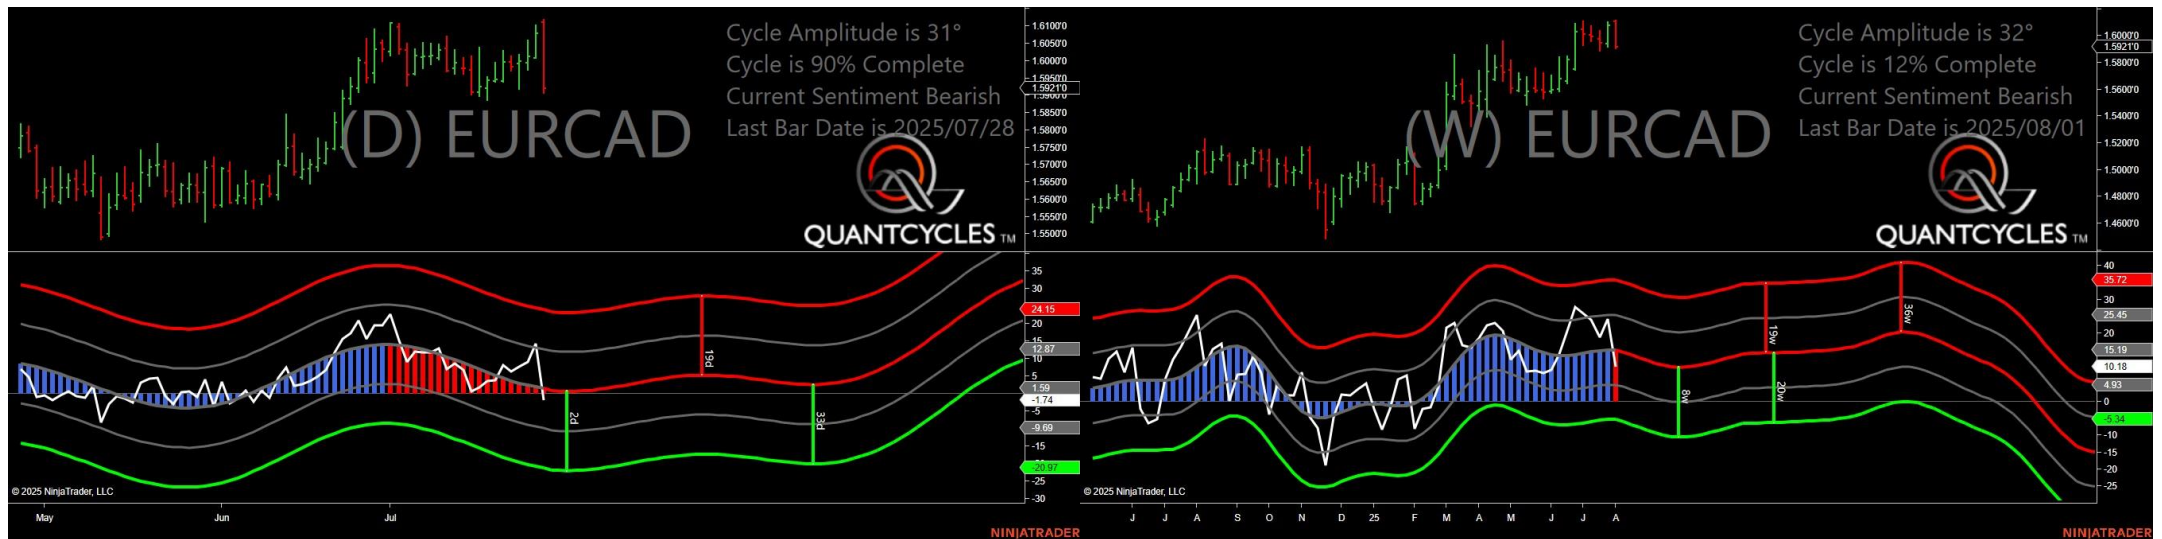 Cycle Amplitude is 31°
Cycle is 90% Complete
Current Sentiment Bearish
Last Bar Date is 2025/07/28
(D) EURCAD
QUANTCYCLES TM
1.6100'0
1.6050'0
1.6000'0
1.5950'0
1.5921'0
1.5900'0
1.5850'0
1.5800'0
1.5750'0
1.5700'0
1.5650'0
1.5600'0
1.5550'0
1.5500'0
35
30
24.15
20
15
12.87
10
5
1.59
-1.74
-5
-9.69
-15
-20.97
-25
-30
19d
2d
33d
© 2025 NinjaTrader, LLC
May Jun Jul
NINJATRADER
Cycle Amplitude is 32°
Cycle is 12% Complete
Current Sentiment Bearish
Last Bar Date is 2025/08/01
(W) EURCAD
QUANTCYCLES TM
1.6000'0
1.5921'0
1.5800'0
1.5600'0
1.5400'0
1.5200'0
1.5000'0
1.4800'0
1.4600'0
40
35.72
30
25.45
20
15.19
10.18
4.93
0
-5.34
-10
-15
-20
-25
19w
36w
8w
20w
© 2025 NinjaTrader, LLC
J J A S O N D 25 F M A M J J A
NINJATRADER